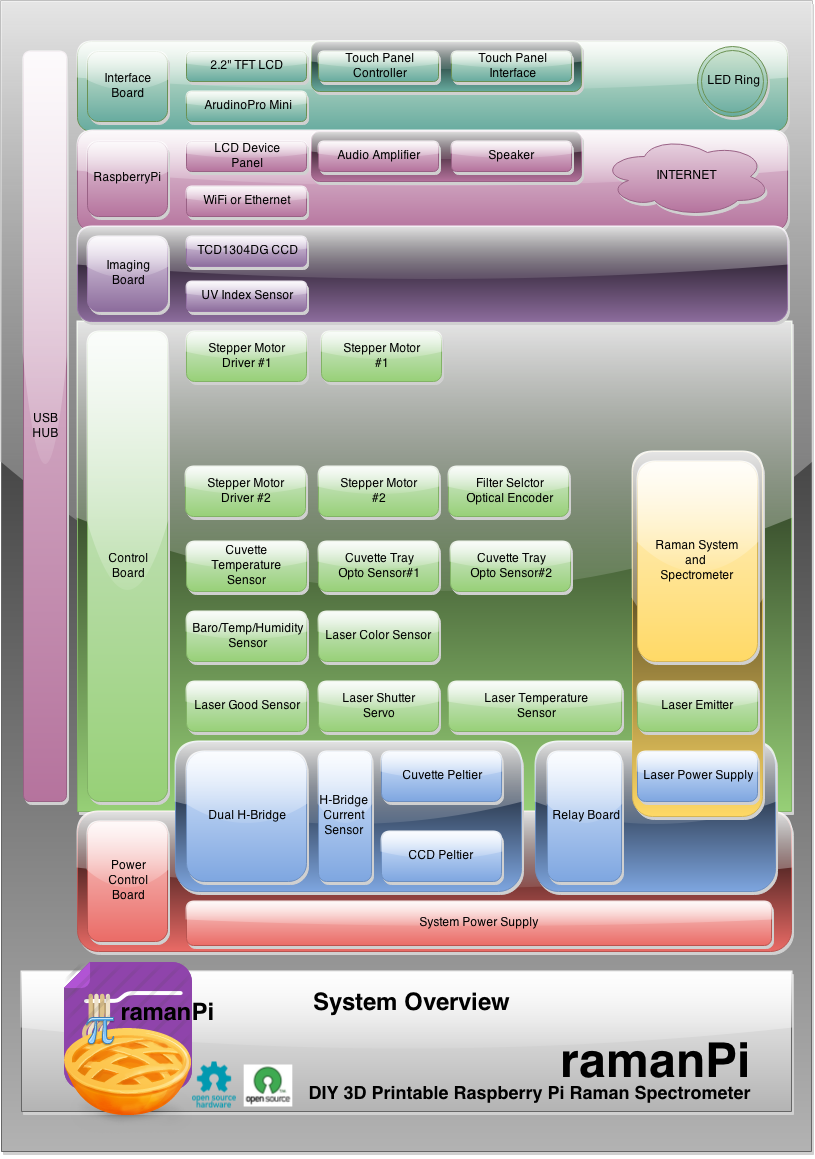 2.2" TFT LCD
Touch Panel
Controller
Touch Panel
Interface
Interface
Board
LED Ring
ArudinoPro Mini
LCD Device
Panel
Audio Amplifier
Speaker
RaspberryPi
INTERNET
WiFi or Ethernet
TCD1304DG CCD
Imaging
Board
UV Index Sensor
USB
HUB
Stepper Motor
Driver #1
Stepper Motor
#1
Control
Board
Stepper Motor
Driver #2
Stepper Motor
#2
Filter Selctor
Optical Encoder
Cuvette
Temperature
Sensor
Cuvette Tray
Opto Sensor#1
Cuvette Tray
Opto Sensor#2
Raman System
and
Spectrometer
Baro/Temp/Humidity
Sensor
Laser Color Sensor
Laser Good Sensor
Laser Shutter
Servo
Laser Temperature
Sensor
Laser Emitter
Dual H-Bridge
H-Bridge
Current
Sensor
Cuvette Peltier
CCD Peltier
Relay Board
Laser Power Supply
Power
Control
Board
System Power Supply
π
ramanPi
System Overview
open source
hardware
open source
ramanPi
DIY 3D Printable Raspberry Pi Raman Spectrometer